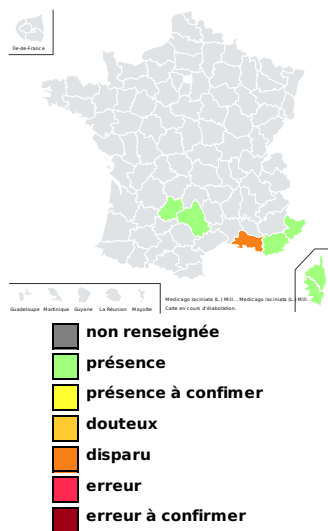 Île-de-France
Guadeloupe Martinique Guyane La Réunion Mayotte
Medicago laciniata (L.) Mill. , Medicago laciniata (L.) Mill.
Carte en cours d'élaboration.
non renseignée
présence
présence à confimer
douteux
disparu
erreur
erreur à confirmer